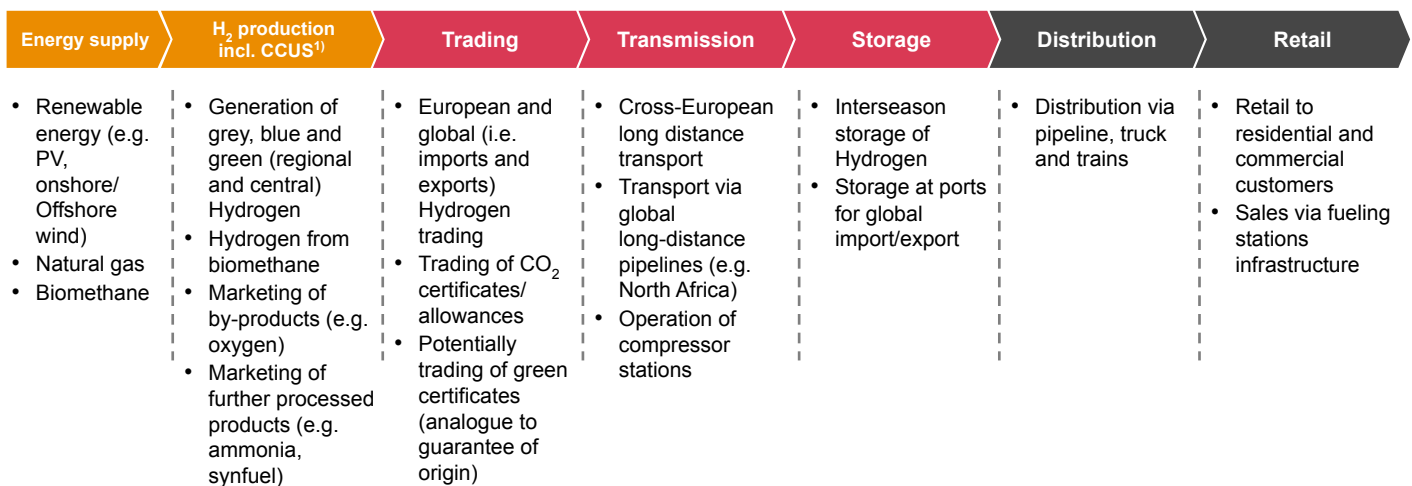 Energy supply
H₂ production
incl. CCUS¹⁾
Trading
Transmission
Storage
Distribution
Retail
• Renewable
energy (e.g.
PV,
onshore/
Offshore
wind)
• Natural gas
• Biomethane
• Generation of
grey, blue and
green (regional
and central)
Hydrogen
• Hydrogen from
biomethane
• Marketing of
by-products (e.g.
oxygen)
• Marketing of
further processed
products (e.g.
ammonia,
synfuel)
• European and
global (i.e.
imports and
exports)
Hydrogen
trading
• Trading of CO₂
certificates/
allowances
• Potentially
trading of green
certificates
(analogue to
guarantee of
origin)
• Cross-European
long distance
transport
• Transport via
global
long-distance
pipelines (e.g.
North Africa)
• Operation of
compressor
stations
• Interseason
storage of
Hydrogen
• Storage at ports
for global
import/export
• Distribution via
pipeline, truck
and trains
• Retail to
residential and
commercial
customers
• Sales via fueling
stations
infrastructure